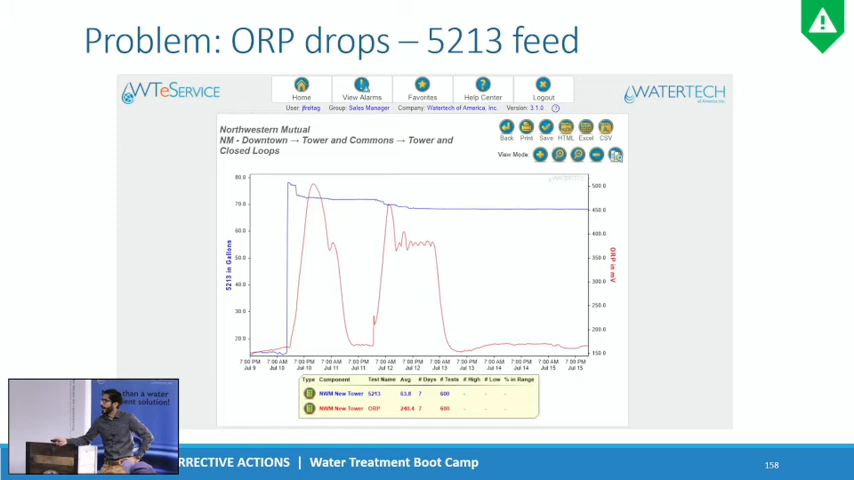 Problem: ORP drops – 5213 feed
WTeSERVICE
Home
View Alarms
Favorites
Help Center
Logout
WATERTECH
of America, Inc.
User: jfreitag Group: Sales Manager Company: Watertech of America, Inc. Version: 3.1.0
Northwestern Mutual
NM - Downtown → Tower and Commons → Tower and
Closed Loops
Back Print Save HTML Excel CSV
View Mode:
WATERTECH
80.0
70.0
60.0
50.0
40.0
30.0
20.0
5213 in Gallons
500.0
450.0
400.0
350.0
300.0
250.0
200.0
150.0
ORP in mV
7:00 PM 7:00 PM 7:00 PM 7:00 AM 7:00 PM 7:00 AM 7:00 PM 7:00 AM 7:00 PM 7:00 AM 7:00 PM 7:00 AM 7:00 PM
Jul 9 Jul 10 Jul 10 Jul 11 Jul 11 Jul 12 Jul 12 Jul 13 Jul 13 Jul 14 Jul 14 Jul 15 Jul 15
Type Component Test Name Avg # Days # Tests # High # Low % in Range
NWM New Tower 5213 63.8 7 600 - - -
NWM New Tower ORP 240.4 7 600 - - -
than a water
ment solution!
RRECTIVE ACTIONS | Water Treatment Boot Camp
158